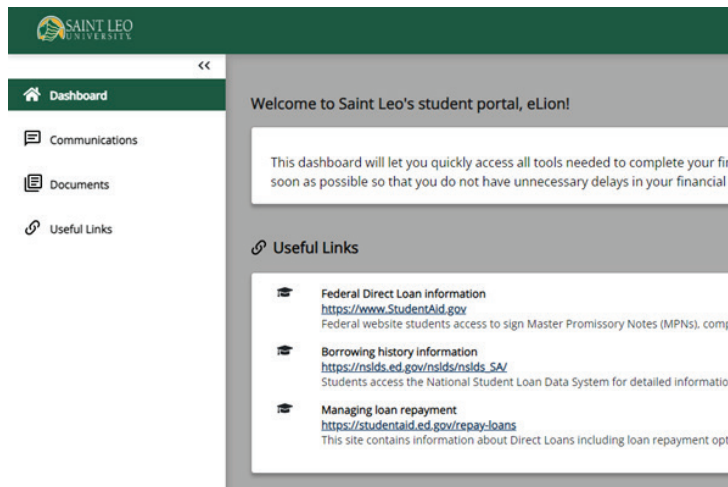 SAINT LEO
UNIVERSITY
<<
Dashboard
Communications
Documents
Useful Links
Welcome to Saint Leo's student portal, eLion!
This dashboard will let you quickly access all tools needed to complete your
soon as possible so that you do not have unnecessary delays in your financial
Useful Links
Federal Direct Loan information
https://www.StudentAid.gov
Federal website students access to sign Master Promissory Notes (MPNs),
Borrowing history information
https://nslds.ed.gov/nslds/nslds_SA/
Students access the National Student Loan Data System for detailed
Managing loan repayment
https://studentaid.ed.gov/repay-loans
This site contains information about Direct Loans including loan repayment